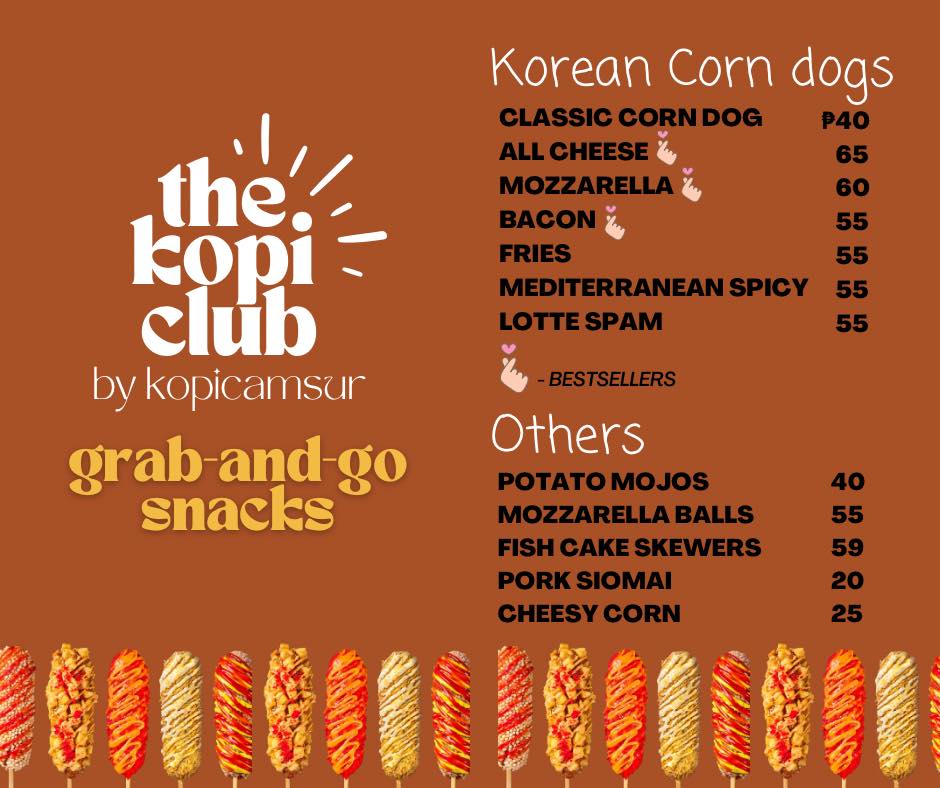 the
kopi
club
by kopicamsur
grab-and-go
snacks
Korean Corn dogs
CLASSIC CORN DOG ₱40
ALL CHEESE 65
MOZZARELLA 60
BACON 55
FRIES 55
MEDITERRANEAN SPICY 55
LOTTE SPAM 55
- BESTSELLERS
Others
POTATO MOJOS 40
MOZZARELLA BALLS 55
FISH CAKE SKEWERS 59
PORK SIOMAI 20
CHEESY CORN 25